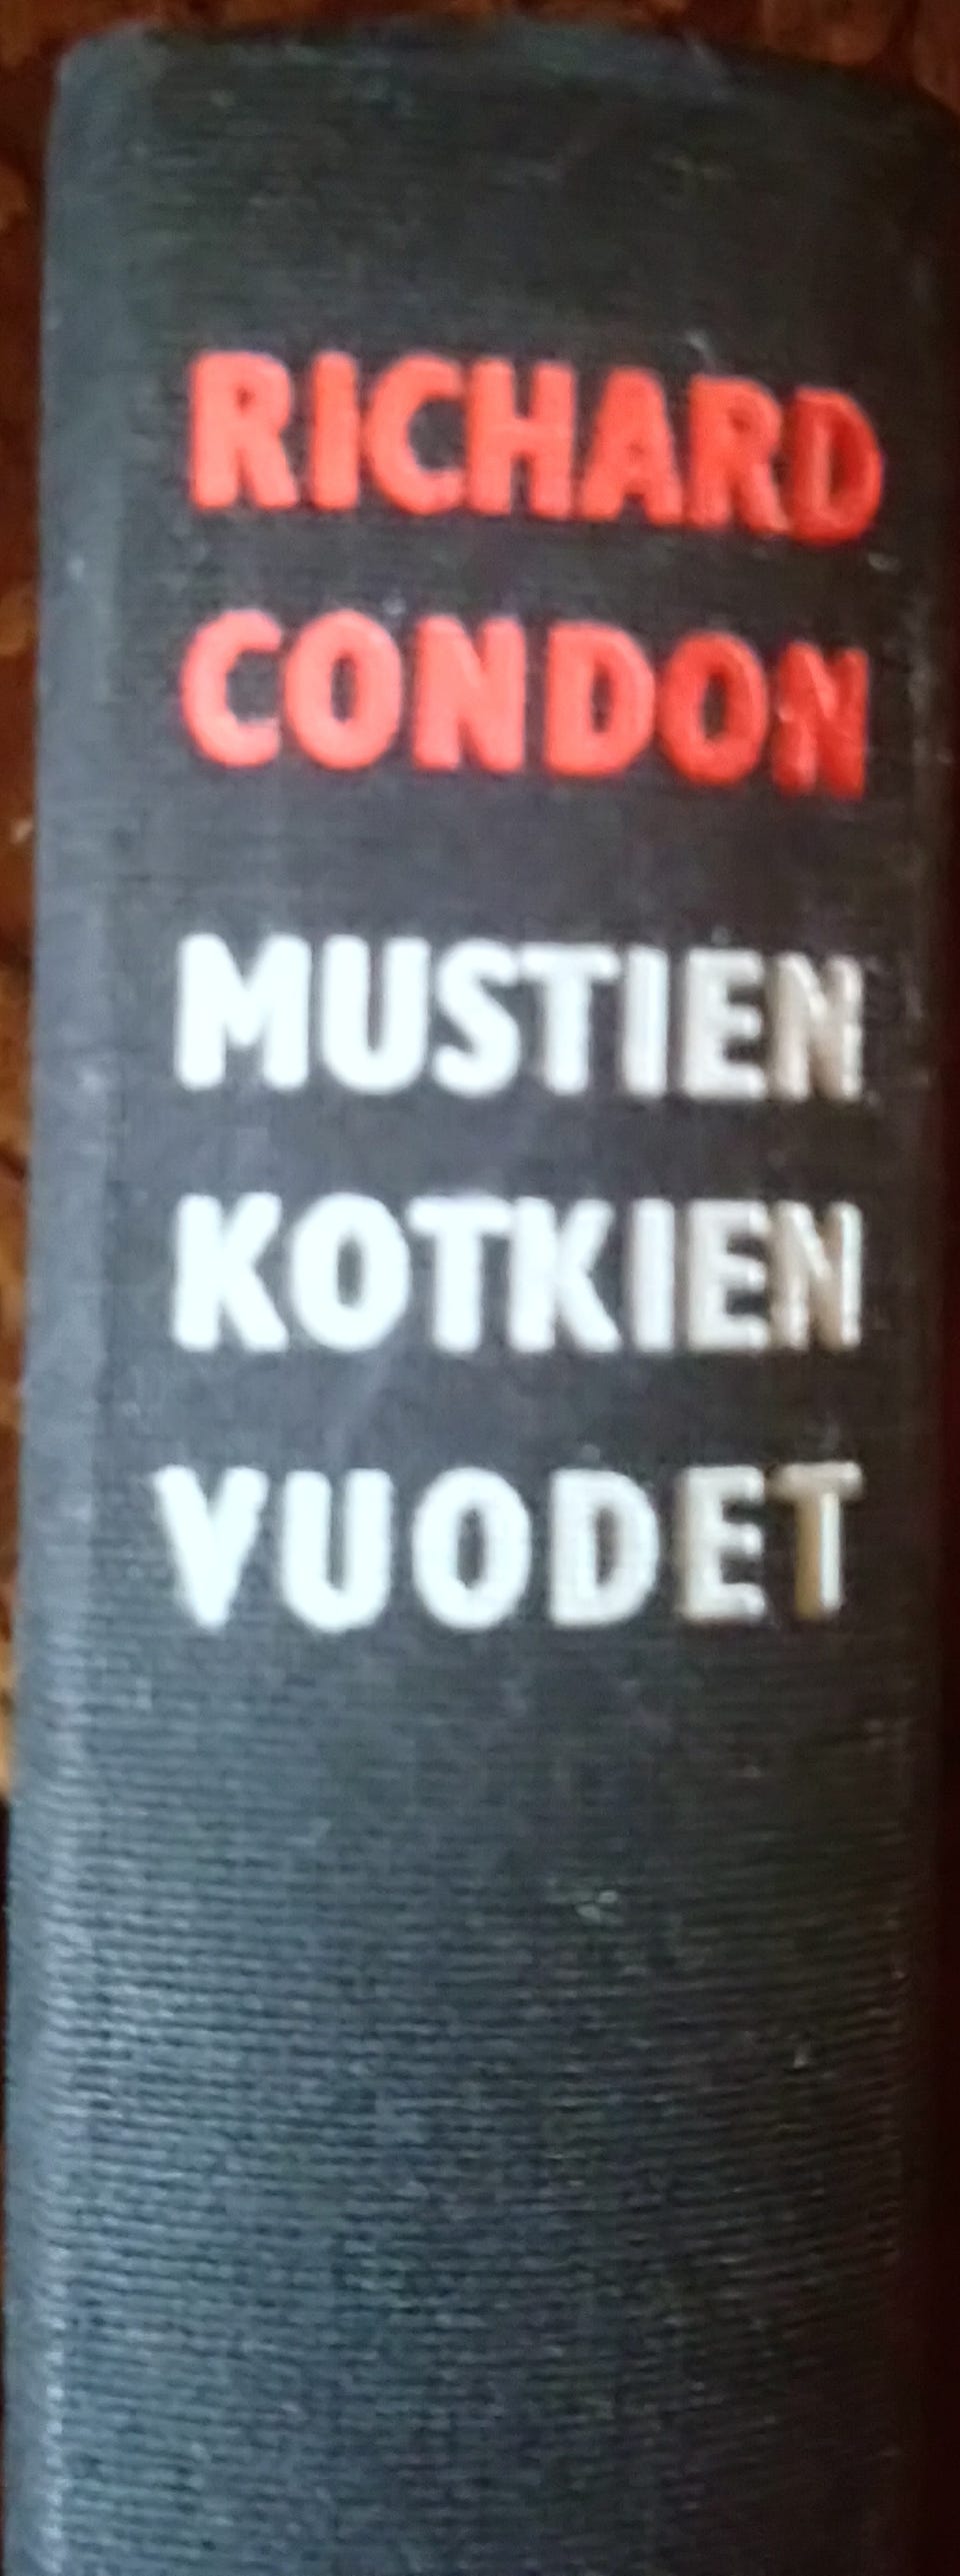 RICHARD
CONDON
MUSTIEN
KOTKIEN
VUODET